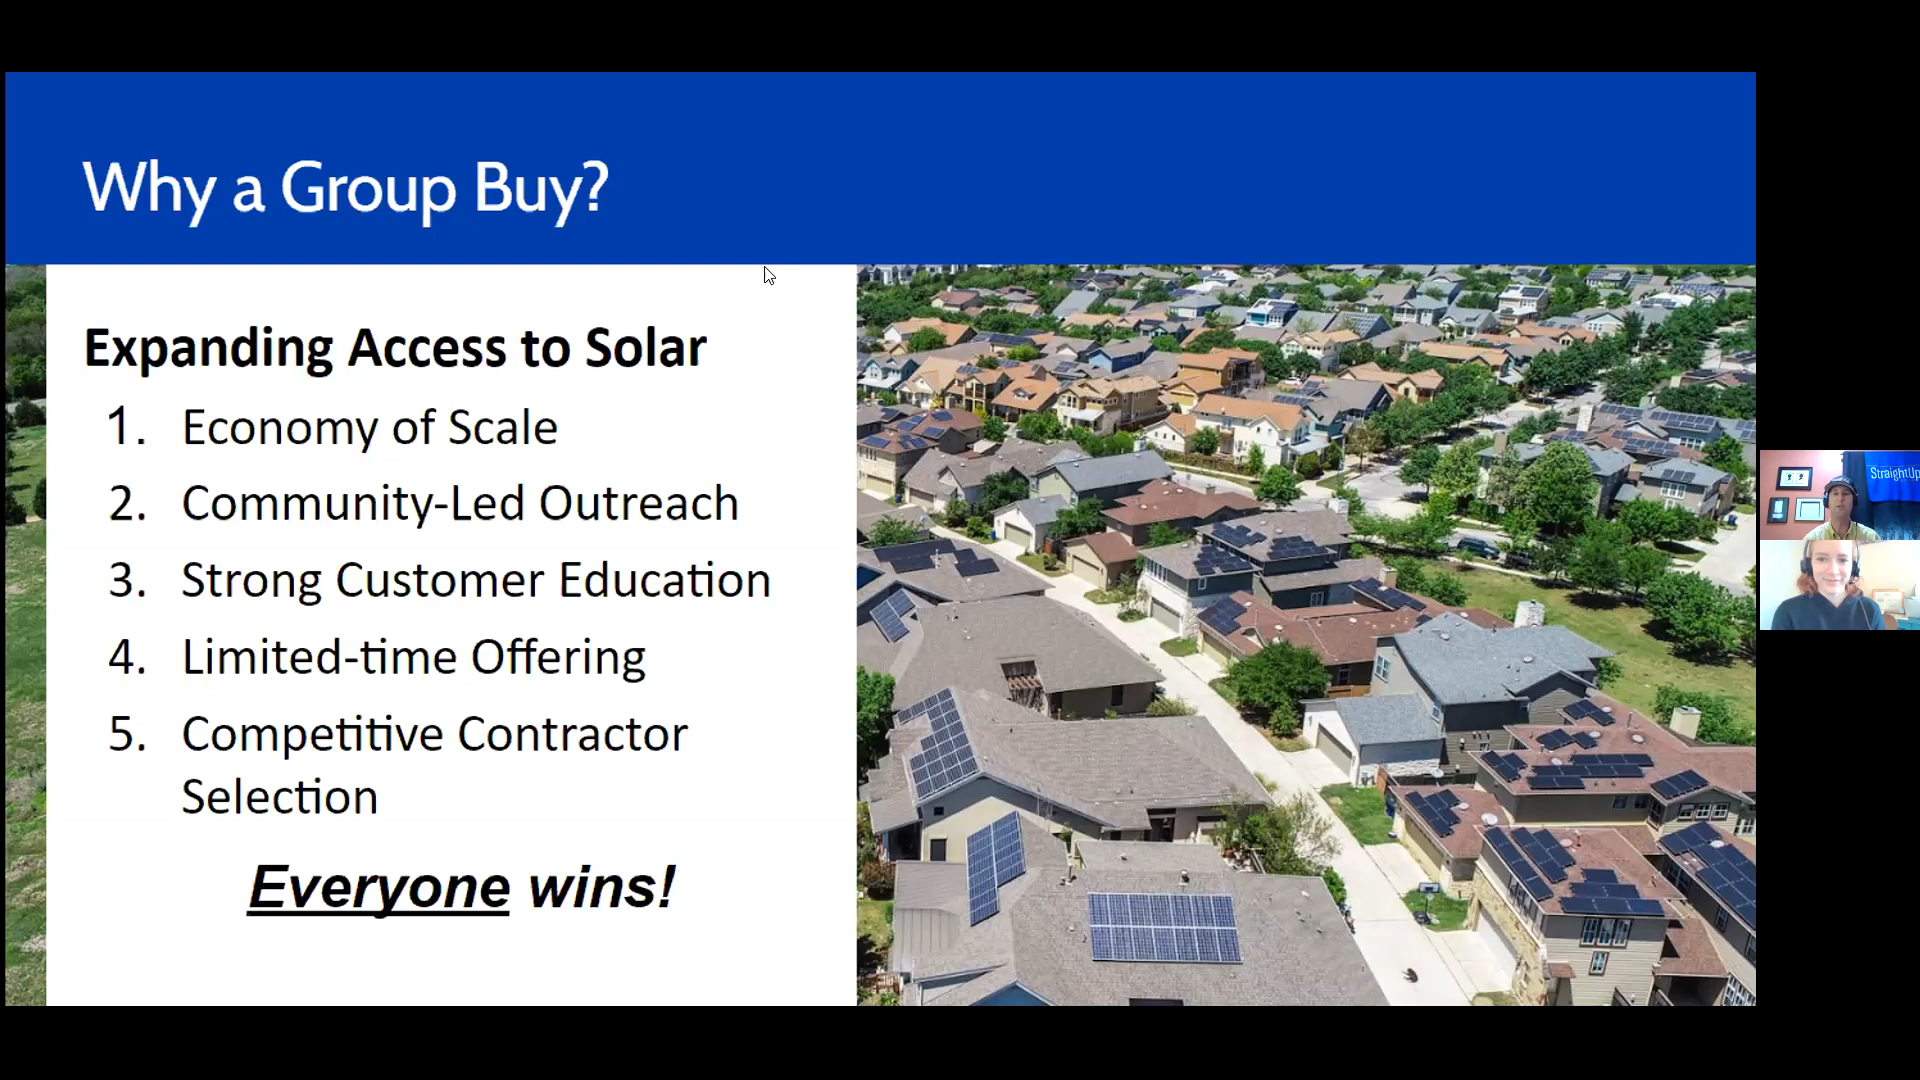 Why a Group Buy?
Expanding Access to Solar
1. Economy of Scale
2. Community-Led Outreach
3. Strong Customer Education
4. Limited-time Offering
5. Competitive Contractor
Selection
Everyone wins!
StraightUp